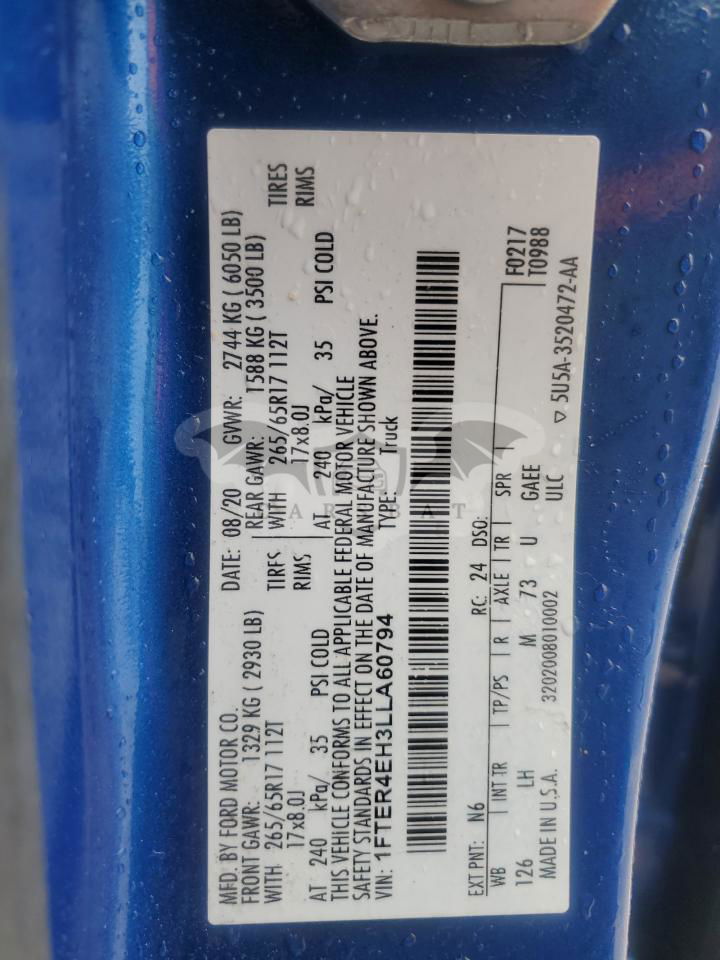 MFD. BY FORD MOTOR CO. DATE: 08/20 GVWR: 2744 KG ( 6050 LB)
FRONT GAWR: 1329 KG ( 2930 LB) REAR GAWR: 1588 KG ( 3500 LB)
WITH 265/65R17 112T TIRES WITH 265/65R17 112T TIRES
17x8.0J RIMS 17x8.0J RIMS
AT 240 kPa/ 35 PSI COLD AT 240 kPa/ 35 PSI COLD
THIS VEHICLE CONFORMS TO ALL APPLICABLE FEDERAL MOTOR VEHICLE
SAFETY STANDARDS IN EFFECT ON THE DATE OF MANUFACTURE SHOWN ABOVE.
VIN: 1FTER4EH3LLA60794 TYPE: Truck
EXT PNT: N6 RC: 24 DSO: F0217
T0988
WB INT TR TP/PS R AXLE TR SPR
126 LH M 73 U GAEE
MADE IN U.S.A. 3202008010002 ULC ▽ 5U5A-3520472-AA